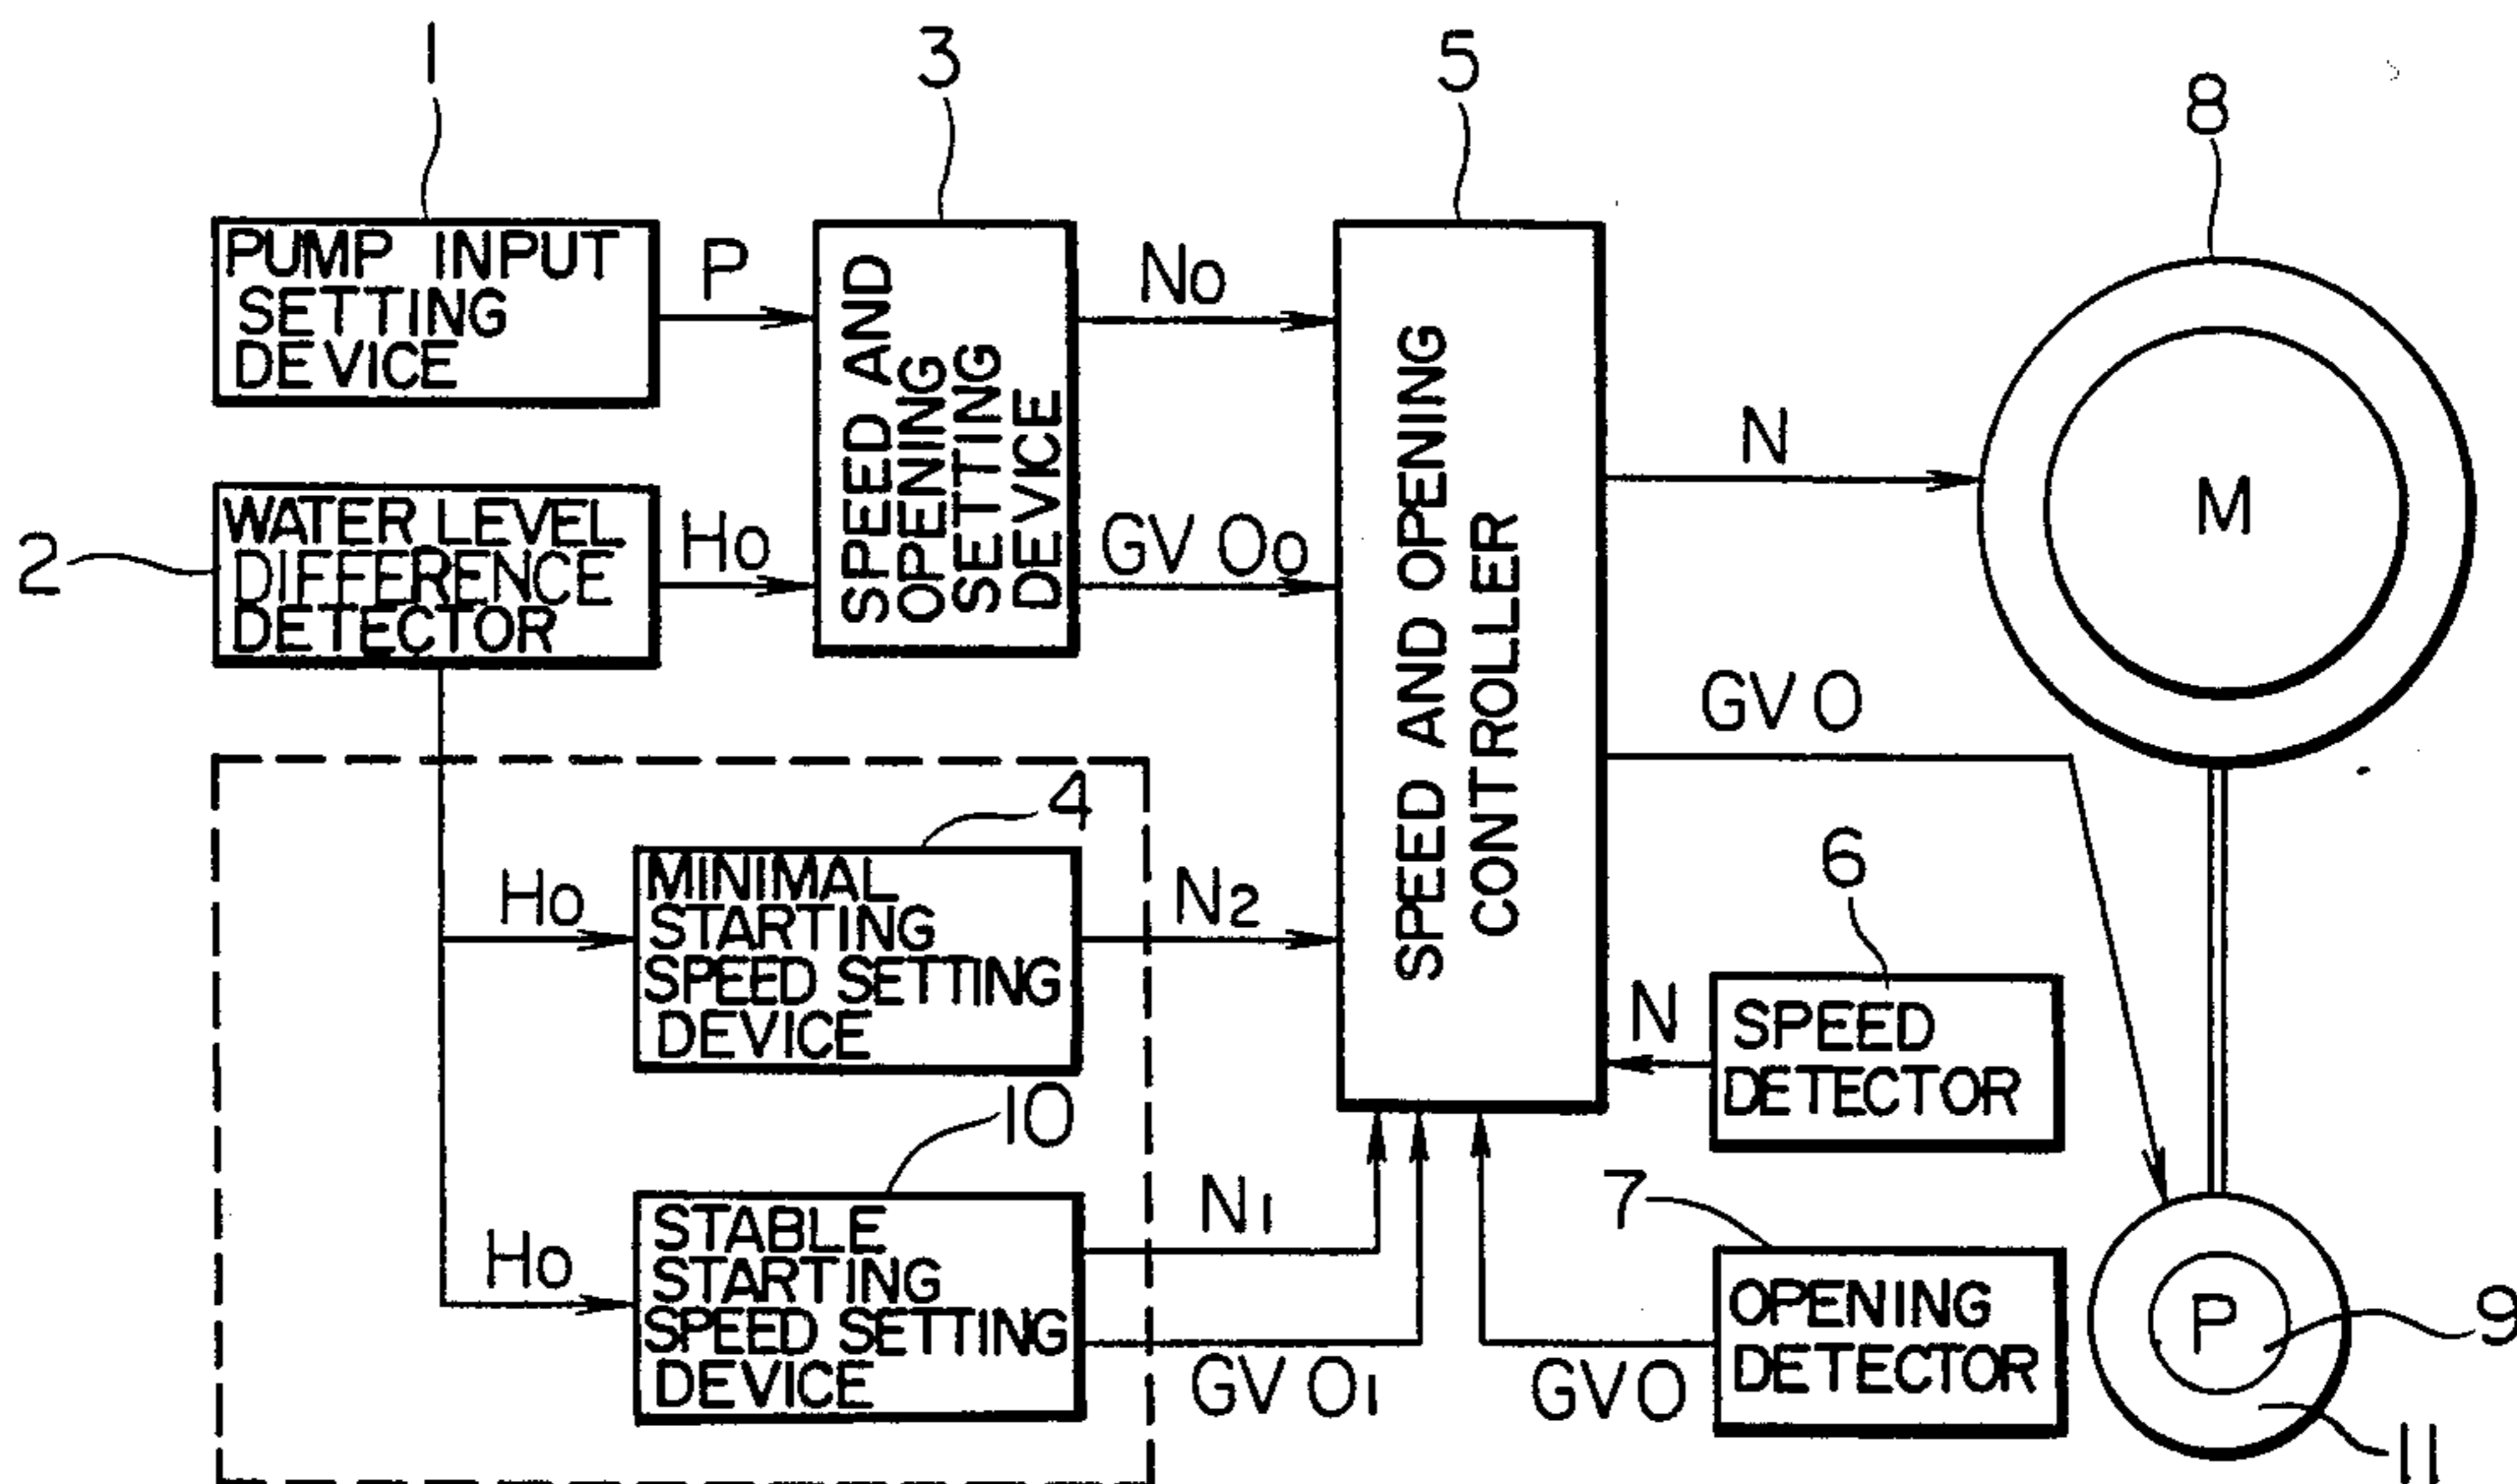 1
3
5
8
PUMP INPUT
SETTING
DEVICE
P
SPEED AND
OPENING
SETTING
DEVICE
No
SPEED AND OPENING
CONTROLLER
N
M
2
WATER LEVEL
DIFFERENCE
DETECTOR
Ho
GV Oo
GV O
4
Ho
MINIMAL
STARTING
SPEED SETTING
DEVICE
N2
6
N
SPEED
DETECTOR
10
Ho
STABLE
STARTING
SPEED SETTING
DEVICE
N1
GV O1
7
GVO
OPENING
DETECTOR
P
9
11